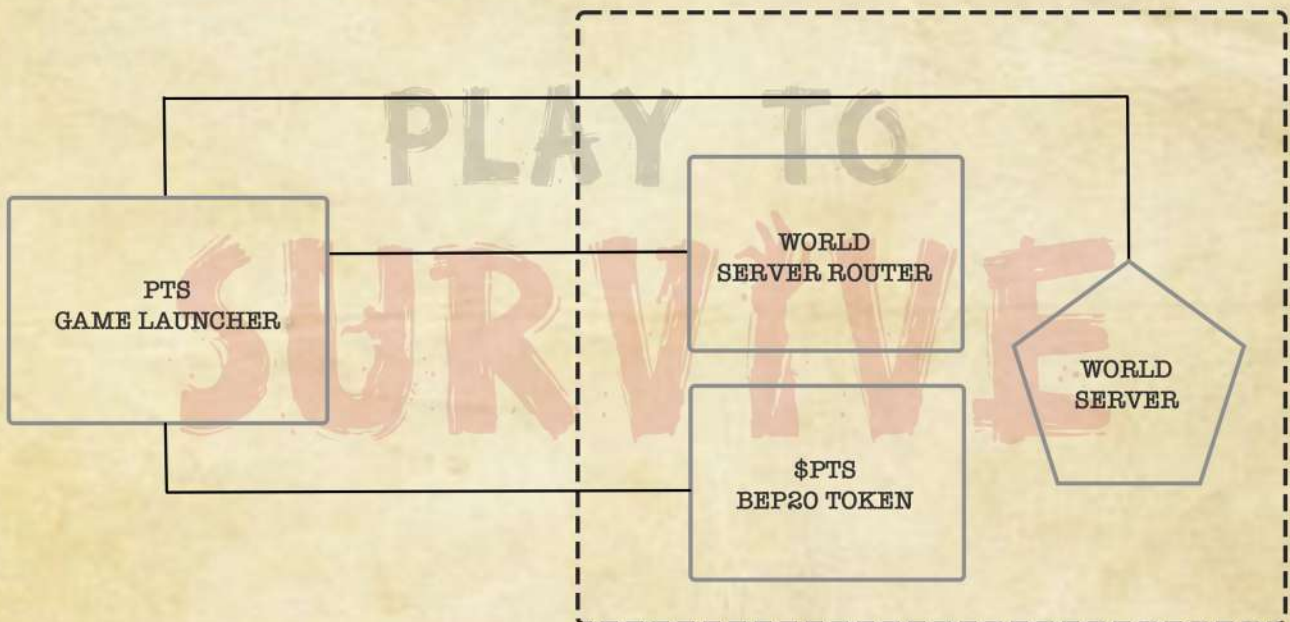 PLAY TO
SURVIVE
PTS
GAME LAUNCHER
WORLD
SERVER ROUTER
WORLD
SERVER
$PTS
BEP20 TOKEN